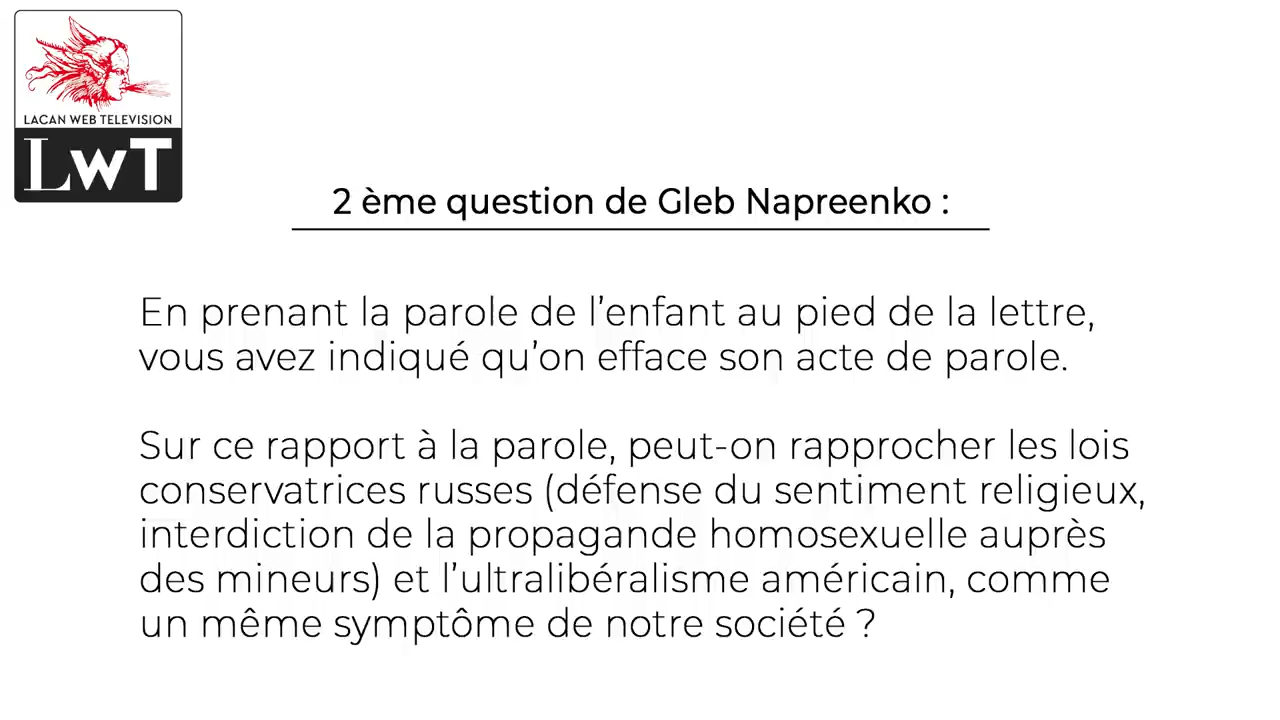 LACAN WEB TELEVISION
LWT
2 ème question de Gleb Napreenko :
En prenant la parole de l’enfant au pied de la lettre,
vous avez indiqué qu’on efface son acte de parole.
Sur ce rapport à la parole, peut-on rapprocher les lois
conservatrices russes (défense du sentiment religieux,
interdiction de la propagande homosexuelle auprès
des mineurs) et l’ultralibéralisme américain, comme
un même symptôme de notre société ?